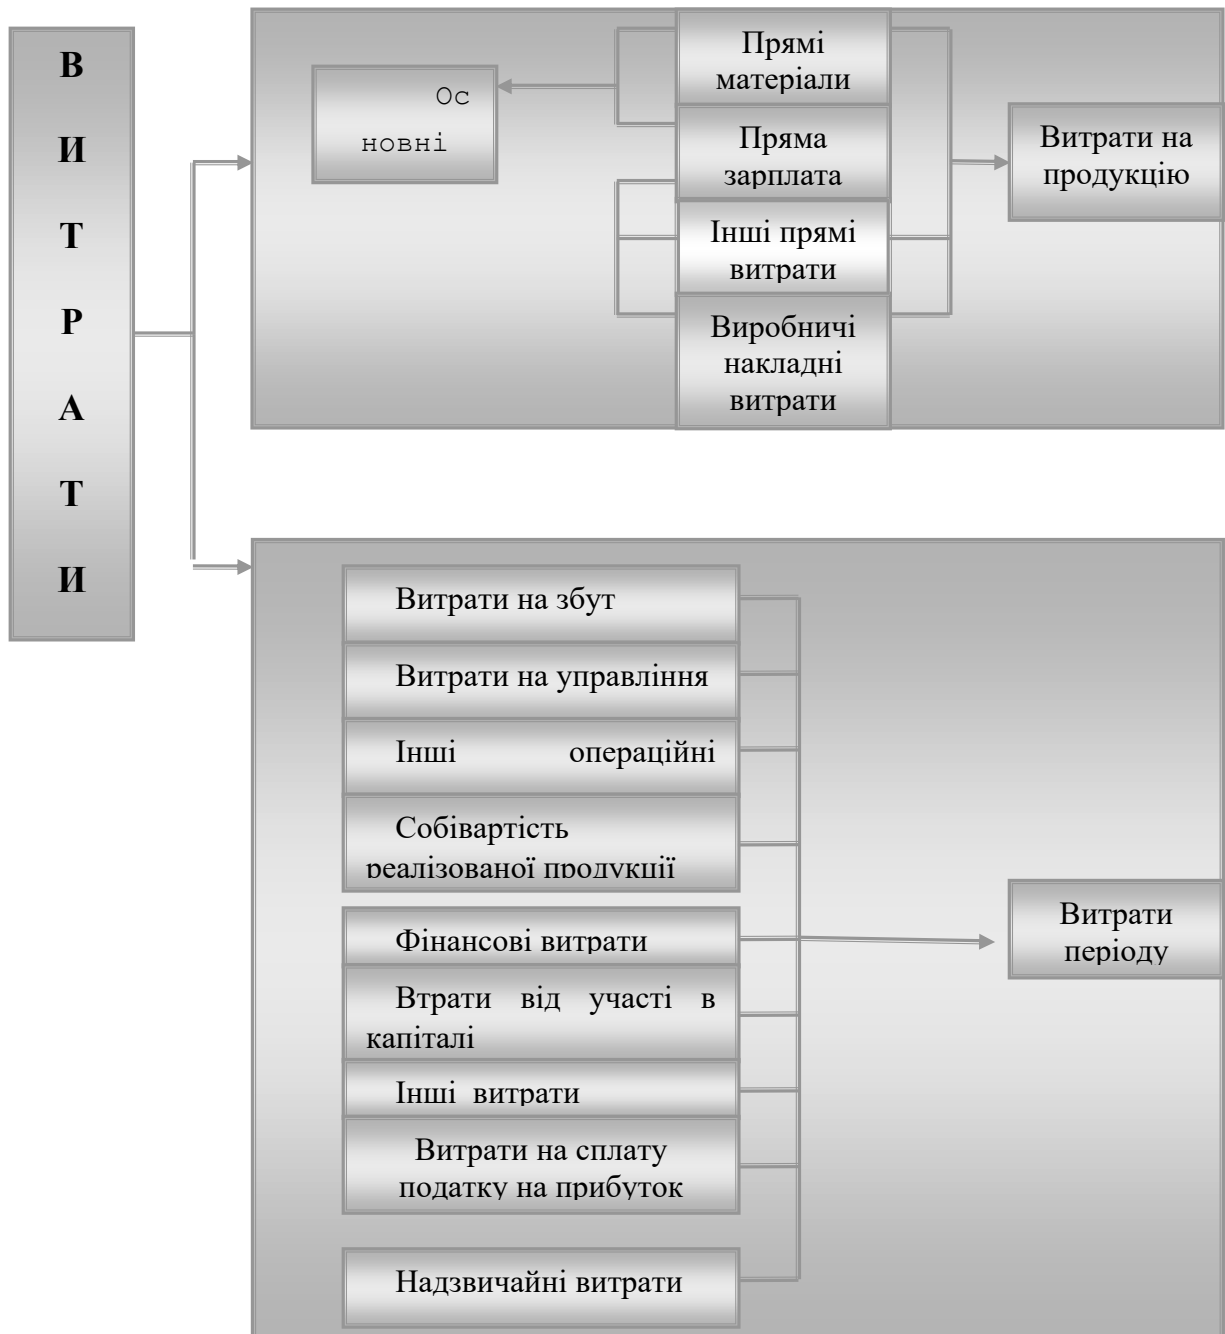 В
И
Т
Р
А
Т
И
Ос
новні
Прямі
матеріали
Пряма
зарплата
Інші прямі
витрати
Виробничі
накладні
витрати
Витрати на
продукцію
Витрати на збут
Витрати на управління
Інші операційні
Собівартість
реалізованої продукції
Фінансові витрати
Втрати від участі в
капіталі
Інші витрати
Витрати на сплату
податку на прибуток
Надзвичайні витрати
Витрати
періоду